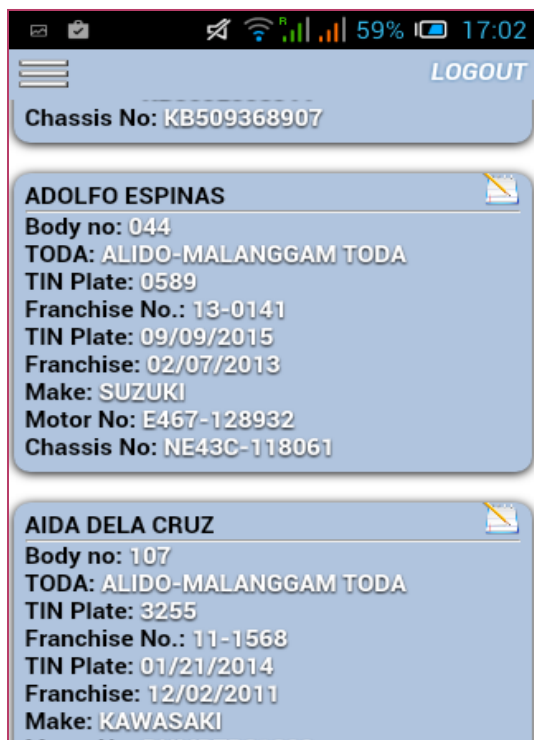 59% 17:02
LOGOUT
Chassis No: KB509368907
ADOLFO ESPINAS
Body no: 044
TODA: ALIDO-MALANGGAM TODA
TIN Plate: 0589
Franchise No.: 13-0141
TIN Plate: 09/09/2015
Franchise: 02/07/2013
Make: SUZUKI
Motor No: E467-128932
Chassis No: NE43C-118061
AIDA DELA CRUZ
Body no: 107
TODA: ALIDO-MALANGGAM TODA
TIN Plate: 3255
Franchise No.: 11-1568
TIN Plate: 01/21/2014
Franchise: 12/02/2011
Make: KAWASAKI